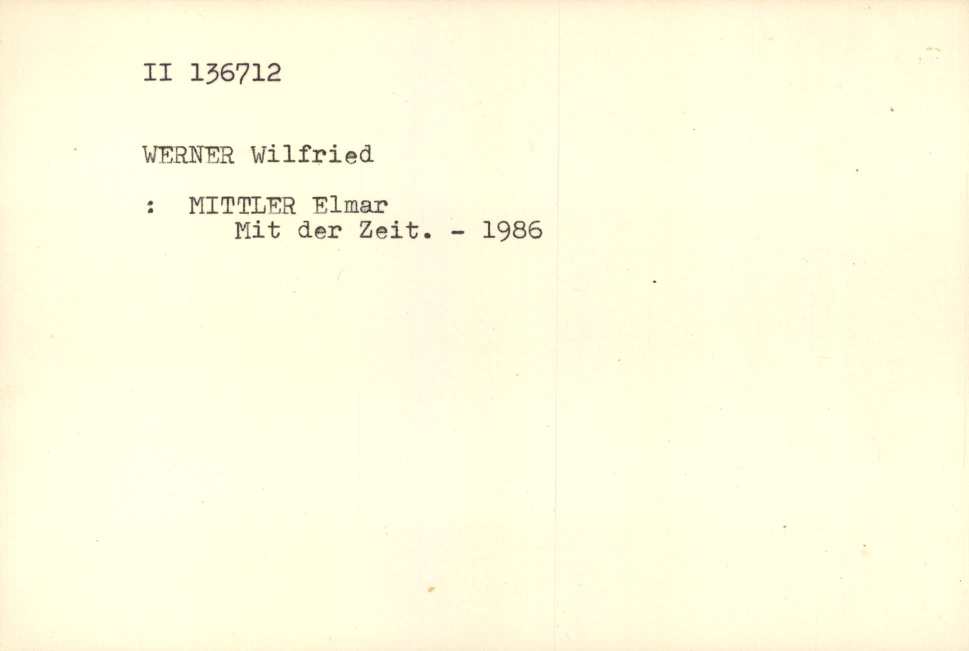 II 136712
WERNER Wilfried
: MITTLER Elmar
Mit der Zeit. - 1986